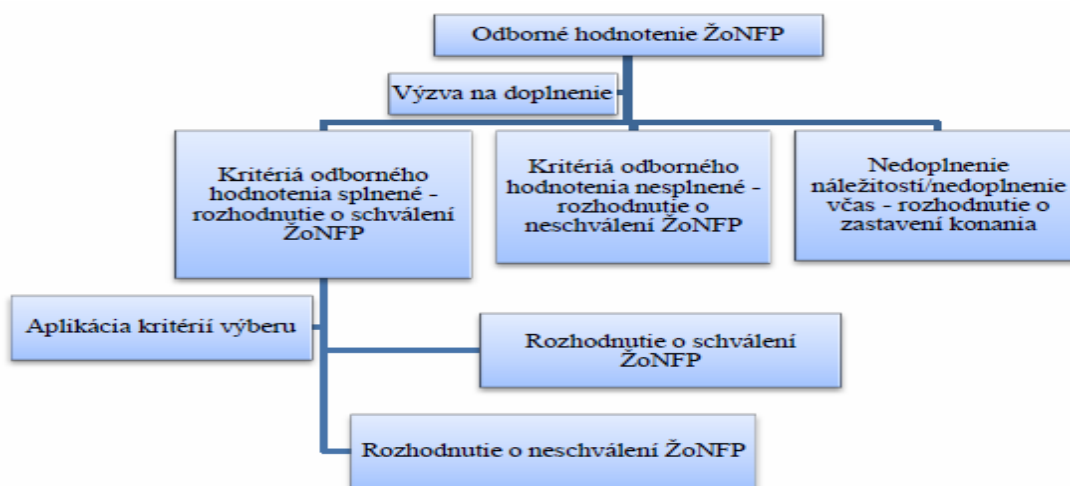 Odborné hodnotenie ŽoNFP
Výzva na doplnenie
Kritériá odborného
hodnotenia splnené -
rozhodnutie o schválení
ŽoNFP
Kritériá odborného
hodnotenia nesplnené -
rozhodnutie o
neschválení ŽoNFP
Nedoplnenie
náležitostí/nedoplnenie
včas - rozhodnutie o
zastavení konania
Aplikácia kritérií výberu
Rozhodnutie o schválení
ŽoNFP
Rozhodnutie o neschválení ŽoNFP